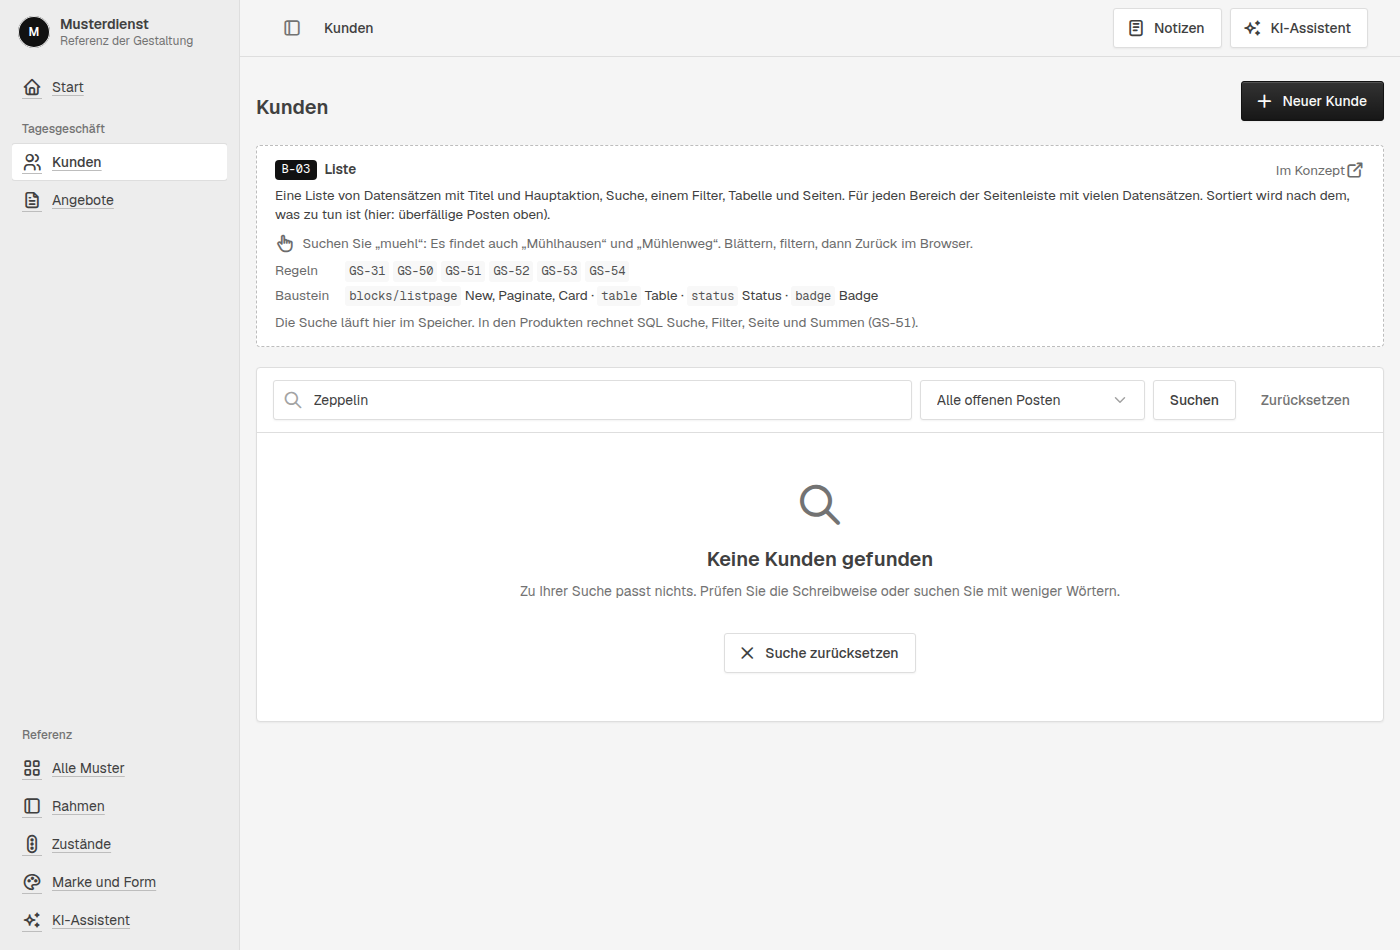 M
Musterdienst
Referenz der Gestaltung
Start
Tagesgeschäft
Kunden
Angebote
Referenz
Alle Muster
Rahmen
Zustände
Marke und Form
KI-Assistent
Kunden
Notizen
KI-Assistent
Kunden
Neuer Kunde
B-03 Liste
Im Konzept
Eine Liste von Datensätzen mit Titel und Hauptaktion, Suche, einem Filter, Tabelle und Seiten. Für jeden Bereich der Seitenleiste mit vielen Datensätzen. Sortiert wird nach dem,
was zu tun ist (hier: überfällige Posten oben).
Suchen Sie „muehl“: Es findet auch „Mühlhausen“ und „Mühlenweg“. Blättern, filtern, dann Zurück im Browser.
Regeln GS-31 GS-50 GS-51 GS-52 GS-53 GS-54
Baustein blocks/listpage New, Paginate, Card · table Table · status Status · badge Badge
Die Suche läuft hier im Speicher. In den Produkten rechnet SQL Suche, Filter, Seite und Summen (GS-51).
Zeppelin
Alle offenen Posten
Suchen
Zurücksetzen
Keine Kunden gefunden
Zu Ihrer Suche passt nichts. Prüfen Sie die Schreibweise oder suchen Sie mit weniger Wörtern.
Suche zurücksetzen